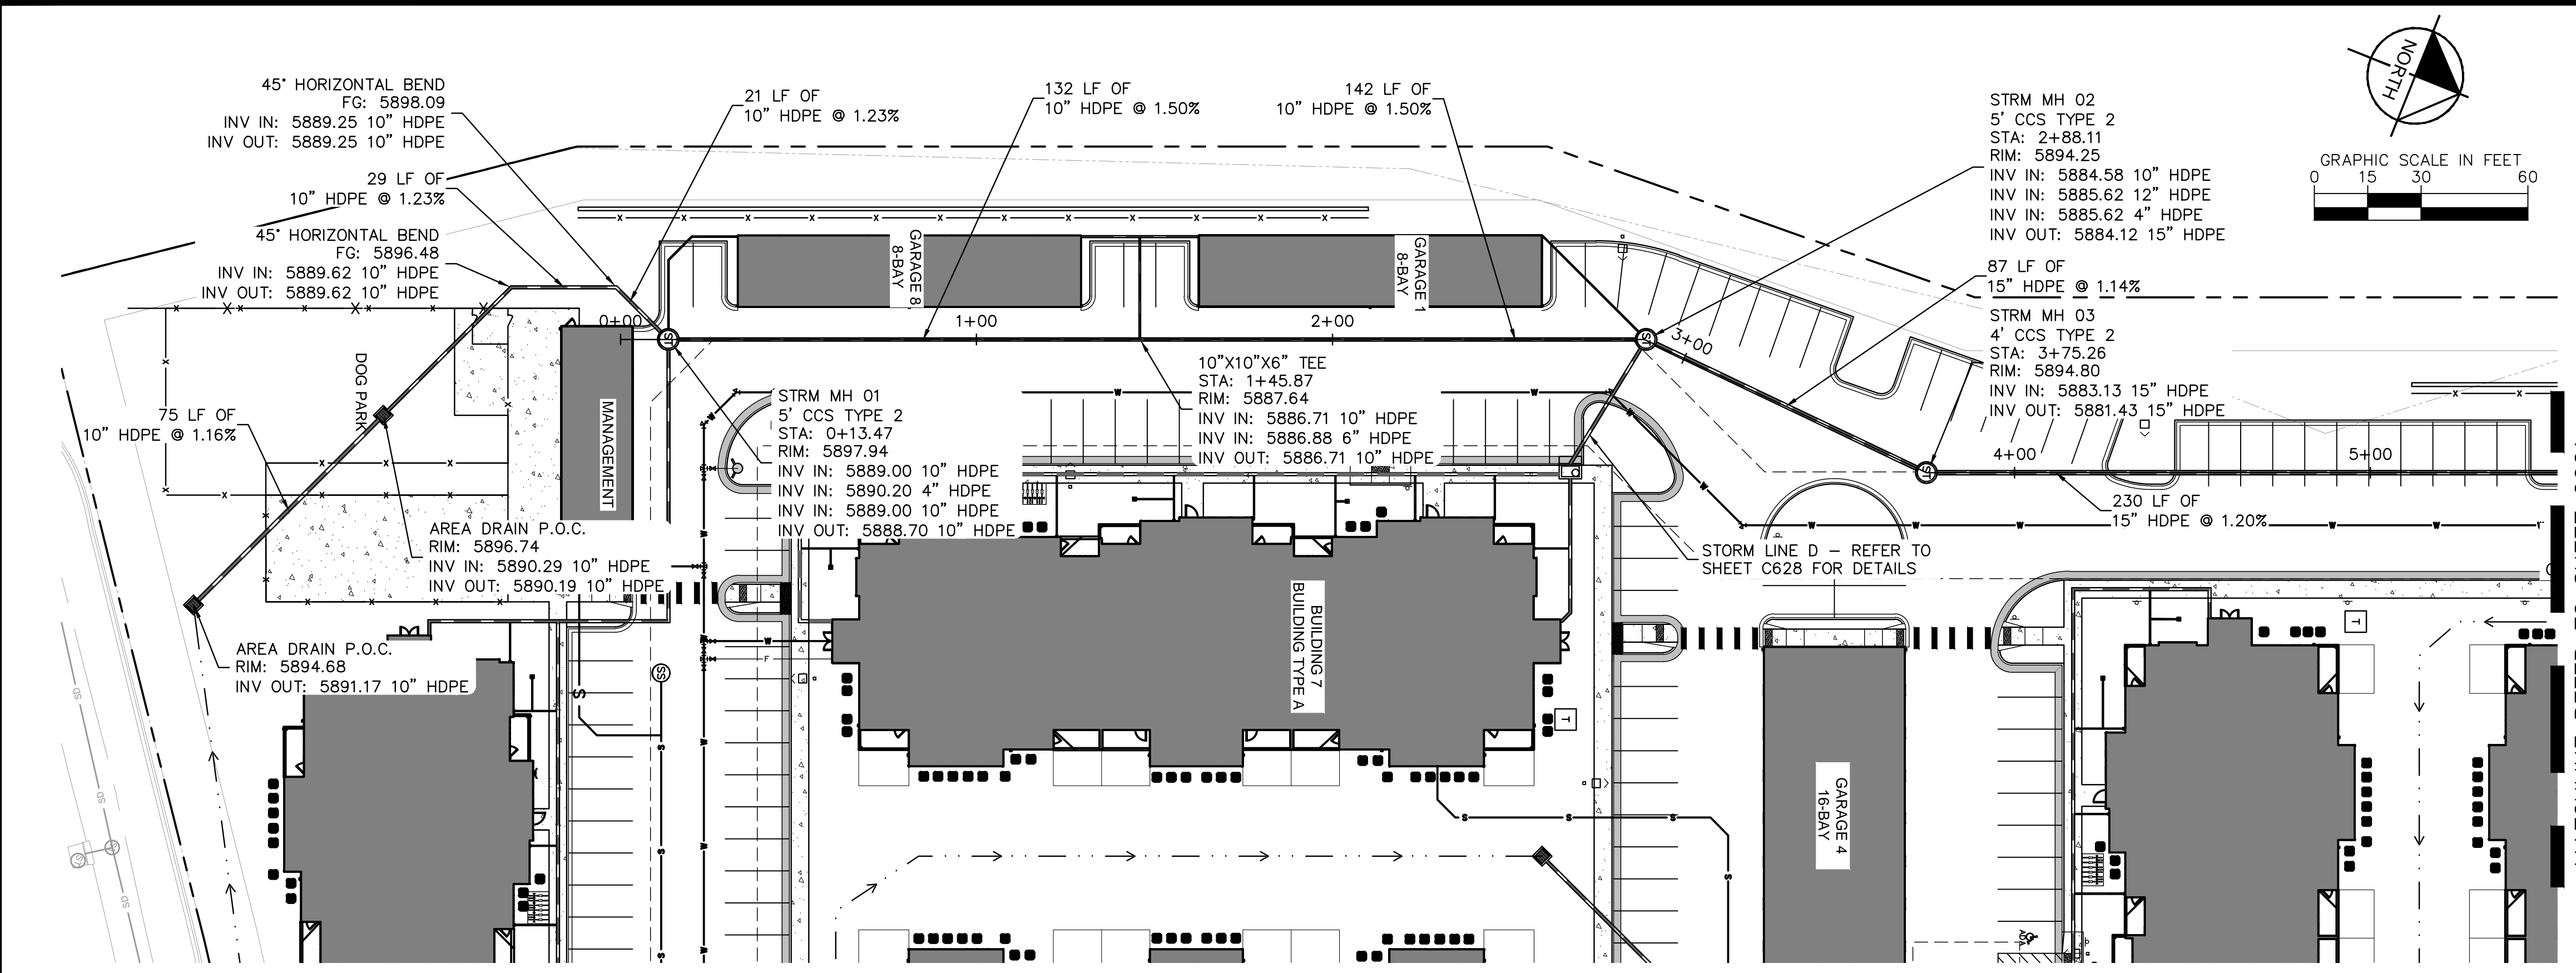 45° HORIZONTAL BEND
FG: 5898.09
INV IN: 5889.25 10" HDPE
INV OUT: 5889.25 10" HDPE
29 LF OF
10" HDPE @ 1.23%
45° HORIZONTAL BEND
FG: 5896.48
INV IN: 5889.62 10" HDPE
INV OUT: 5889.62 10" HDPE
21 LF OF
10" HDPE @ 1.23%
132 LF OF
10" HDPE @ 1.50%
142 LF OF
10" HDPE @ 1.50%
STRM MH 02
5' CCS TYPE 2
STA: 2+88.11
RIM: 5894.25
INV IN: 5884.58 10" HDPE
INV IN: 5885.62 12" HDPE
INV IN: 5885.62 4" HDPE
INV OUT: 5884.12 15" HDPE
NORTH
GRAPHIC SCALE IN FEET
0 15 30 60
87 LF OF
15" HDPE @ 1.14%
STRM MH 03
4' CCS TYPE 2
STA: 3+75.26
RIM: 5894.80
INV IN: 5883.13 15" HDPE
INV OUT: 5881.43 15" HDPE
GARAGE 8
8-BAY
GARAGE 1
8-BAY
0+00
1+00
2+00
3+00
4+00
5+00
ST
ST
ST
DOG PARK
MANAGEMENT
75 LF OF
10" HDPE @ 1.16%
STRM MH 01
5' CCS TYPE 2
STA: 0+13.47
RIM: 5897.94
INV IN: 5889.00 10" HDPE
INV IN: 5890.20 4" HDPE
INV IN: 5889.00 10" HDPE
INV OUT: 5888.70 10" HDPE
10"X10"X6" TEE
STA: 1+45.87
RIM: 5887.64
INV IN: 5886.71 10" HDPE
INV IN: 5886.88 6" HDPE
INV OUT: 5886.71 10" HDPE
230 LF OF
15" HDPE @ 1.20%
STORM LINE D – REFER TO
SHEET C628 FOR DETAILS
AREA DRAIN P.O.C.
RIM: 5896.74
INV IN: 5890.29 10" HDPE
INV OUT: 5890.19 10" HDPE
AREA DRAIN P.O.C.
RIM: 5894.68
INV OUT: 5891.17 10" HDPE
BUILDING 7
BUILDING TYPE A
GARAGE 4
16-BAY
SS
S
W
F
T
T
SD
SD
SD
ADA